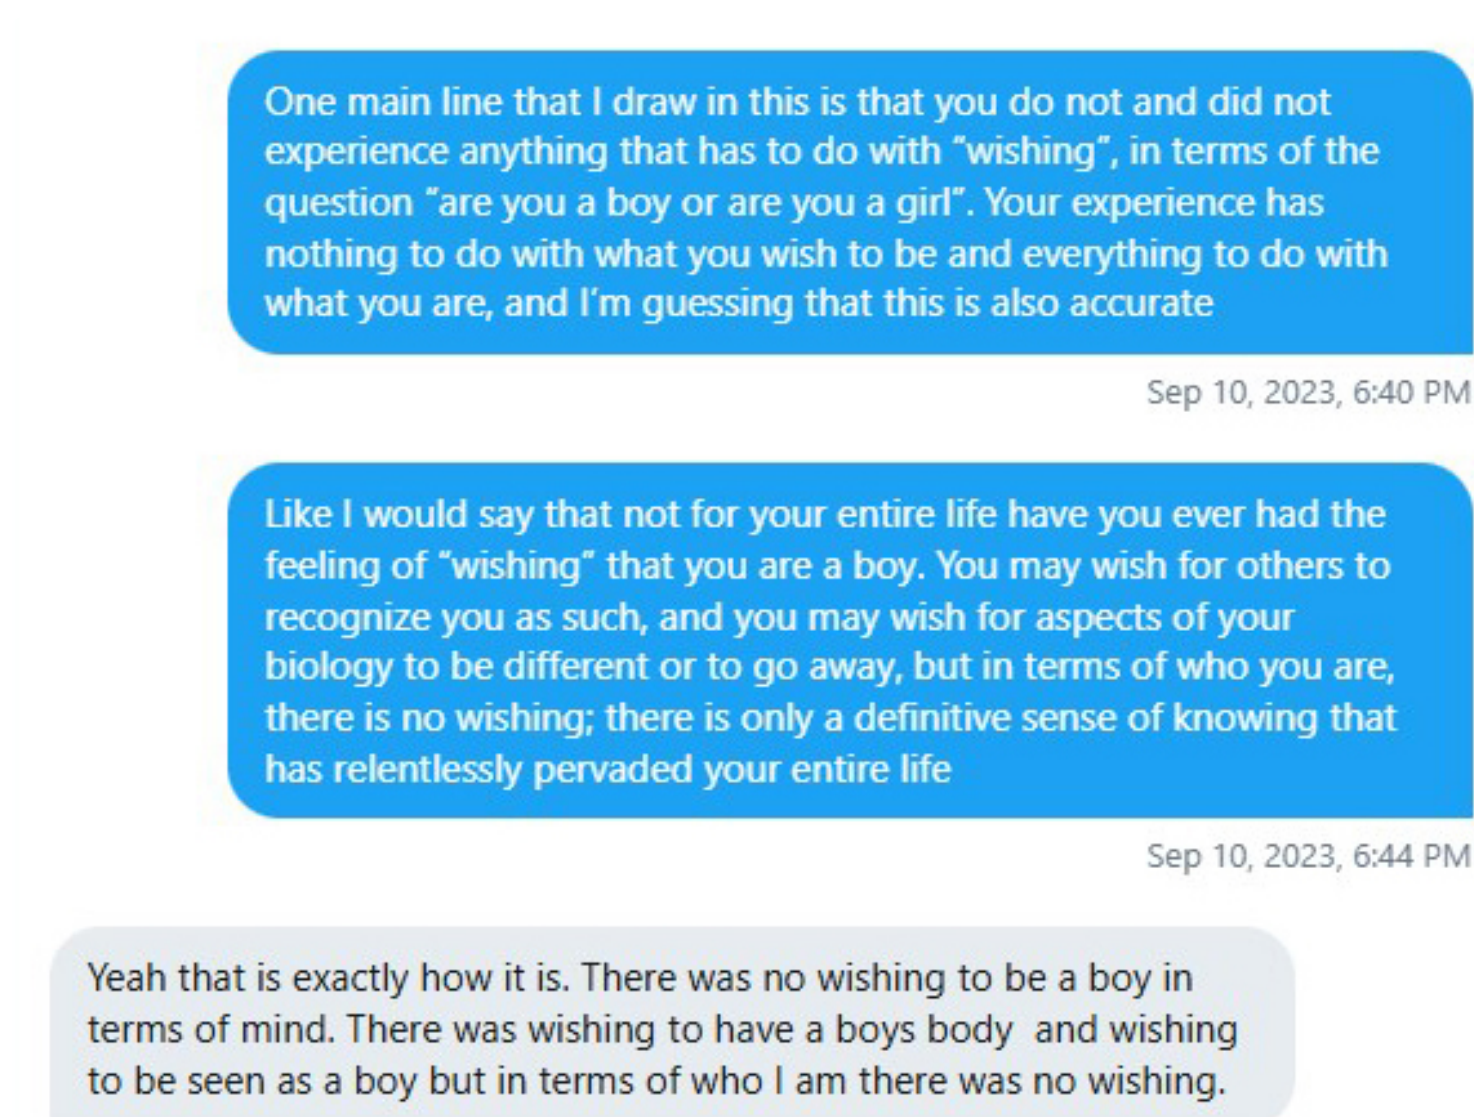 One main line that I draw in this is that you do not and did not
experience anything that has to do with “wishing”, in terms of the
question “are you a boy or are you a girl”. Your experience has
nothing to do with what you wish to be and everything to do with
what you are, and I’m guessing that this is also accurate
Sep 10, 2023, 6:40 PM
Like I would say that not for your entire life have you ever had the
feeling of “wishing” that you are a boy. You may wish for others to
recognize you as such, and you may wish for aspects of your
biology to be different or to go away, but in terms of who you are,
there is no wishing; there is only a definitive sense of knowing that
has relentlessly pervaded your entire life
Sep 10, 2023, 6:44 PM
Yeah that is exactly how it is. There was no wishing to be a boy in
terms of mind. There was wishing to have a boys body  and wishing
to be seen as a boy but in terms of who I am there was no wishing.